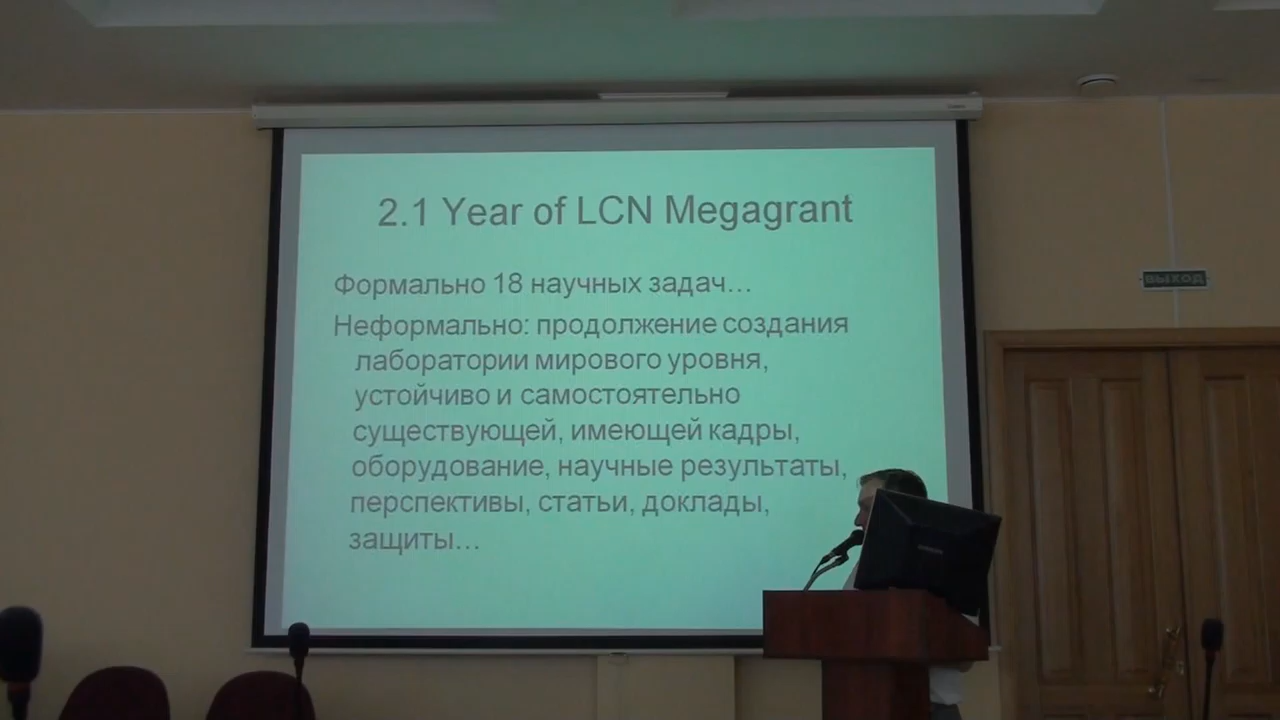 2.1 Year of LCN Megagrant
Формально 18 научных задач…
Неформально: продолжение создания
лаборатории мирового уровня,
устойчиво и самостоятельно
существующей, имеющей кадры,
оборудование, научные результаты,
перспективы, статьи, доклады,
защиты…
ВЫХОД